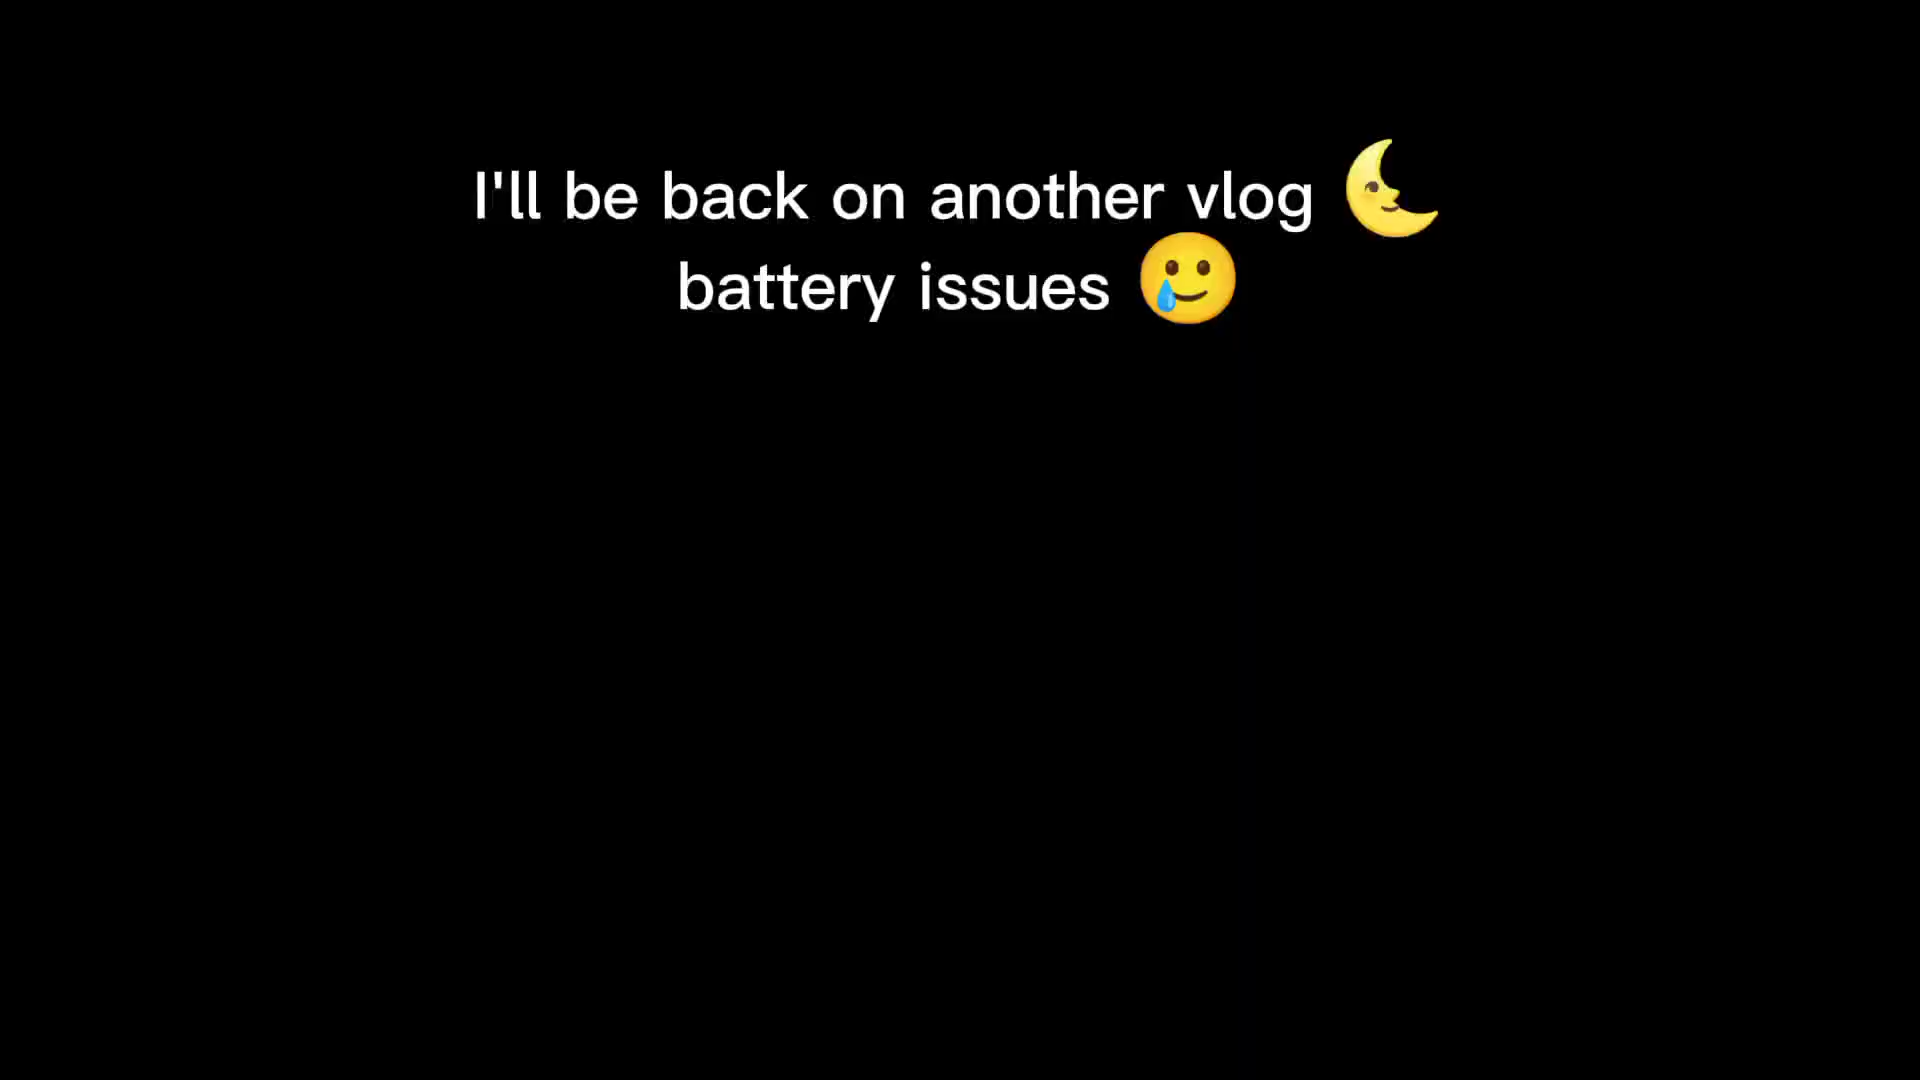 I'll be back on another vlog 🌜
battery issues 🥲